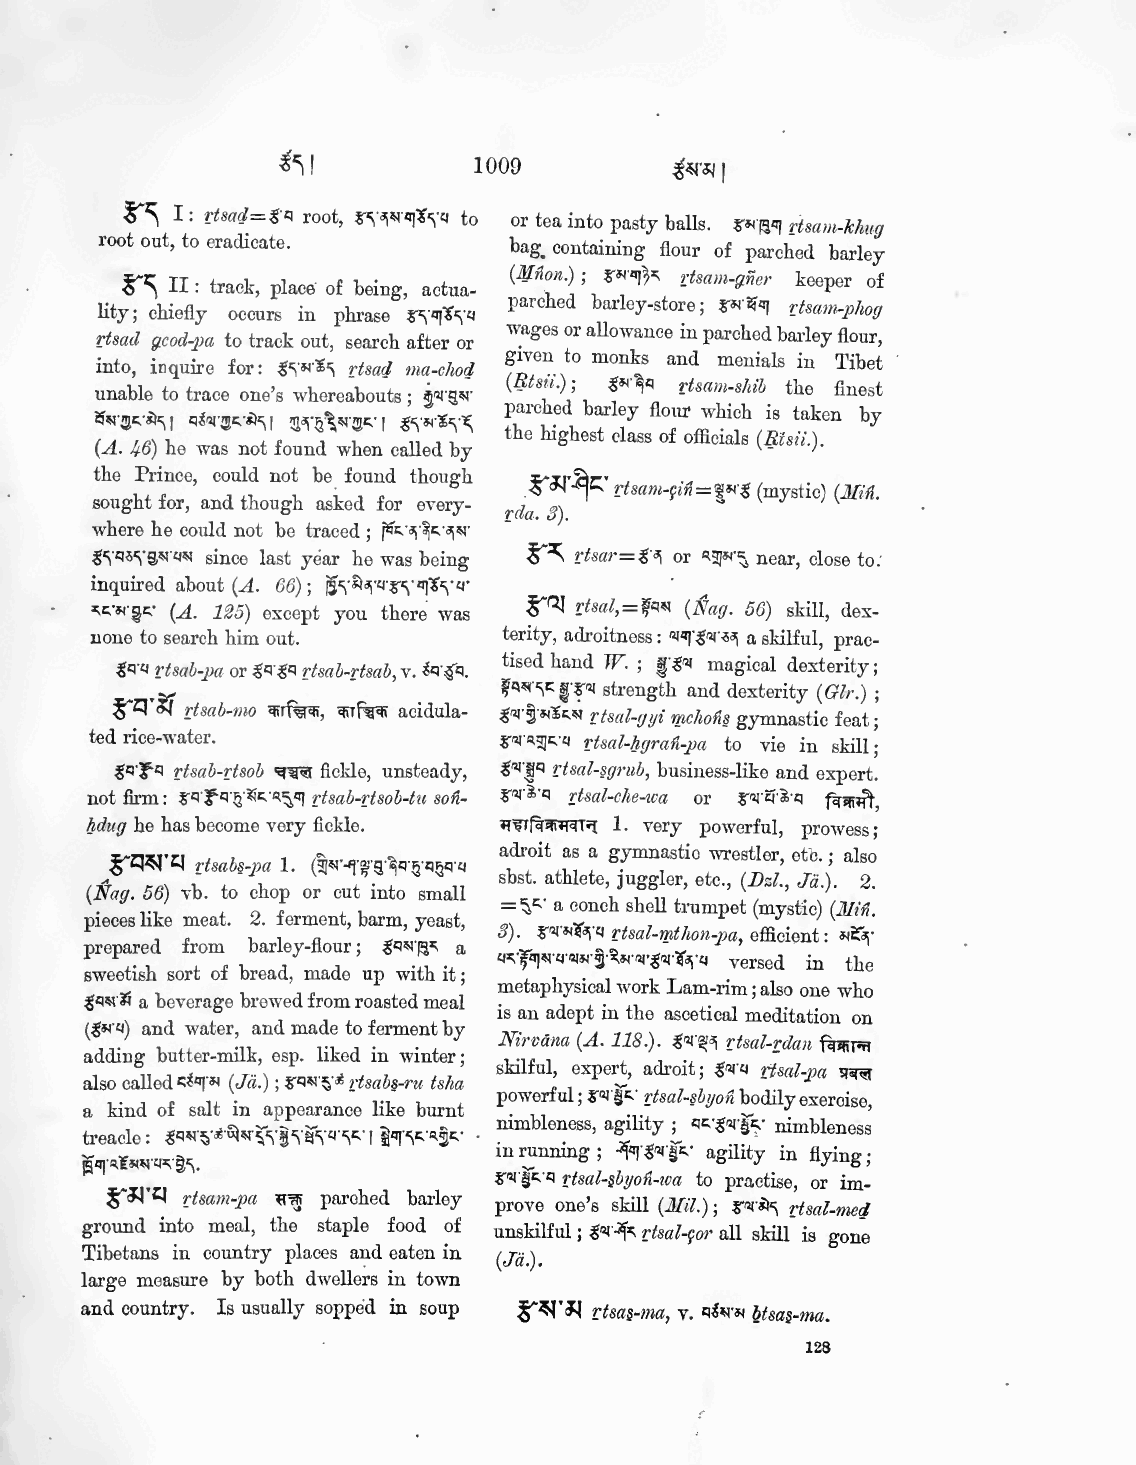 རྩད།
1009
རྩས་མ།
རྩད I: rtsad=རྩ་བ root, རྩད་ནས་གཅོད་པ to
root out, to eradicate.
རྩད II: track, place of being, actua-
lity; chiefly occurs in phrase རྩད་གཅོད་པ
rtsad gcod-pa to track out, search after or
into, inquire for: རྩད་མ་ཆོད rtsad ma-chod
unable to trace one's whereabouts; རྒྱལ་བུས་
བོས་ཀྱང་མེད། བཙལ་ཀྱང་མེད། ཀུན་ཏུ་དྲིས་ཀྱང་། རྩད་མ་ཆོད་དེ
(A. 46) he was not found when called by
the Prince, could not be found though
sought for, and though asked for every-
where he could not be traced; ཁོང་ན་ནིང་ནས་
རྩད་བཅད་བྱས་པས since last year he was being
inquired about (A. 66); ཁྱེད་མིན་པ་རྩད་གཅོད་པ་
རང་མ་བྱུང་ (A. 125) except you there was
none to search him out.
རྩབ་པ rtsab-pa or རྩབ་རྩབ rtsab-rtsab, v. ཙབ་ཙུབ.
རྩབ་མོ rtsab-mo काञ्जिक, काञ्चिक acidula-
ted rice-water.
རྩབ་རྩོབ rtsab-rtsob चञ्चल fickle, unsteady,
not firm: རྩབ་རྩོབ་ཏུ་སོང་འདུག rtsab-rtsob-tu soṅ-
hdug he has become very fickle.
རྩབས་པ rtsabs-pa 1.
(Ñag. 56) vb. to chop or cut into small
pieces like meat. 2. ferment, barm, yeast,
prepared from barley-flour; རྩབས་ཁུར a
sweetish sort of bread, made up with it;
རྩབས་མོ a beverage brewed from roasted meal
(རྩམ་པ) and water, and made to ferment by
adding butter-milk, esp. liked in winter;
also called (Jä.); རྩབས་རུ་ཚ rtsabs-ru tsha
a kind of salt in appearance like burnt
treacle: རྩབས་རུ་ཚ་ཡིས་དྲོད་སྐྱེད་སྦོད་པ་དང་། གླག་དང་འགྱིང་
གློག་འཇོམས་པར་བྱེད.
རྩམ་པ rtsam-pa सक्तु parched barley
ground into meal, the staple food of
Tibetans in country places and eaten in
large measure by both dwellers in town
and country. Is usually sopped in soup
or tea into pasty balls. རྩམ་ཁུག rtsam-khug
bag containing flour of parched barley
(Mṅon.); རྩམ་གཉེར rtsam-gñer keeper of
parched barley-store; རྩམ་ཕོག rtsam-phog
wages or allowance in parched barley flour,
given to monks and menials in Tibet
(Rtsii.); རྩམ་ཞིབ rtsam-shib the finest
parched barley flour which is taken by
the highest class of officials (Rtsii.).
རྩམ་ཤིང་ rtsam-çiṅ=ལྕམ་རྩེ (mystic) (Miṅ.
rda. 3).
རྩར rtsar=རྩ་ན or འགྲམ་དུ near, close to.
རྩལ rtsal,=སྟོབས (Ñag. 56) skill, dex-
terity, adroitness: ལག་རྩལ་ཅན a skilful, prac-
tised hand W.; སྒྱུ་རྩལ magical dexterity;
སྟོབས་དང་སྒྱུ་རྩལ strength and dexterity (Glr.);
རྩལ་གྱི་མཆོངས rtsal-gyi mchoṅs gymnastic feat;
རྩལ་འགྲང་པ rtsal-hgraṅ-pa to vie in skill;
རྩལ་སྒྲུབ rtsal-sgrub, business-like and expert.
རྩལ་ཆེ་བ rtsal-che-wa or རྩལ་པོ་ཆེ་བ विक्रमी,
महाविक्रमवान् 1. very powerful, prowess;
adroit as a gymnastic wrestler, etc.; also
sbst. athlete, juggler, etc., (Dzl., Jä.). 2.
=དུང་ a conch shell trumpet (mystic) (Miṅ.
3). རྩལ་མཐོན་པ rtsal-mthon-pa, efficient: མངོན་
པར་རྟོགས་པ་ལམ་གྱི་རིམ་ལ་རྩལ་ཐོན་པ versed in the
metaphysical work Lam-rim; also one who
is an adept in the ascetical meditation on
Nirvāna (A. 118.). རྩལ་ལྡན rtsal-rdan विक्रान्त
skilful, expert, adroit; རྩལ་པ rtsal-pa प्रबल
powerful; རྩལ་སྦྱོང་ rtsal-sbyoṅ bodily exercise,
nimbleness, agility; བང་རྩལ་སྦྱོང་ nimbleness
in running; ཤོག་རྩལ་སྦྱོང་ agility in flying;
རྩལ་སྦྱོང་བ rtsal-sbyoṅ-wa to practise, or im-
prove one's skill (Mil.); རྩལ་མེད rtsal-med
unskilful; རྩལ་ཤོར rtsal-çor all skill is gone
(Jä.).
རྩས་མ rtsas-ma, v. བཙས་མ btsas-ma.
128